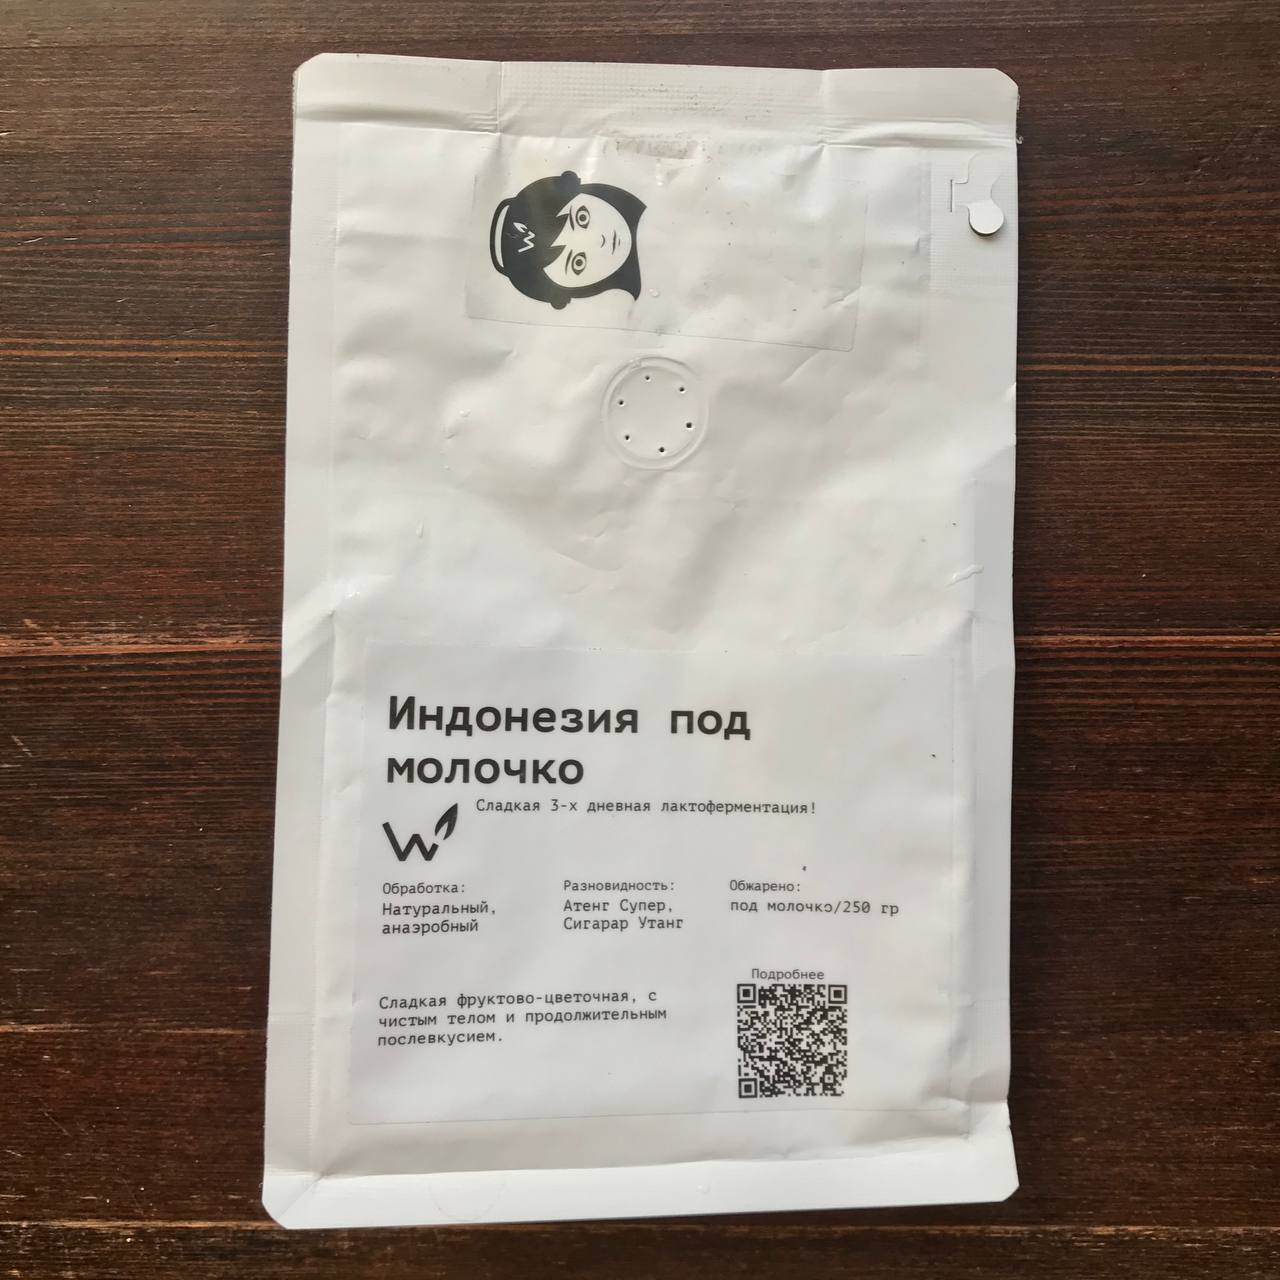 Индонезия под
молочко
Сладкая 3-х дневная лактоферментация!
W
Обработка:
Натуральный,
анаэробный
Разновидность:
Атенг Супер,
Сигарар Утанг
Обжарено:
под молочко/250 гр
Подробнее
Сладкая фруктово-цветочная, с
чистым телом и продолжительным
послевкусием.